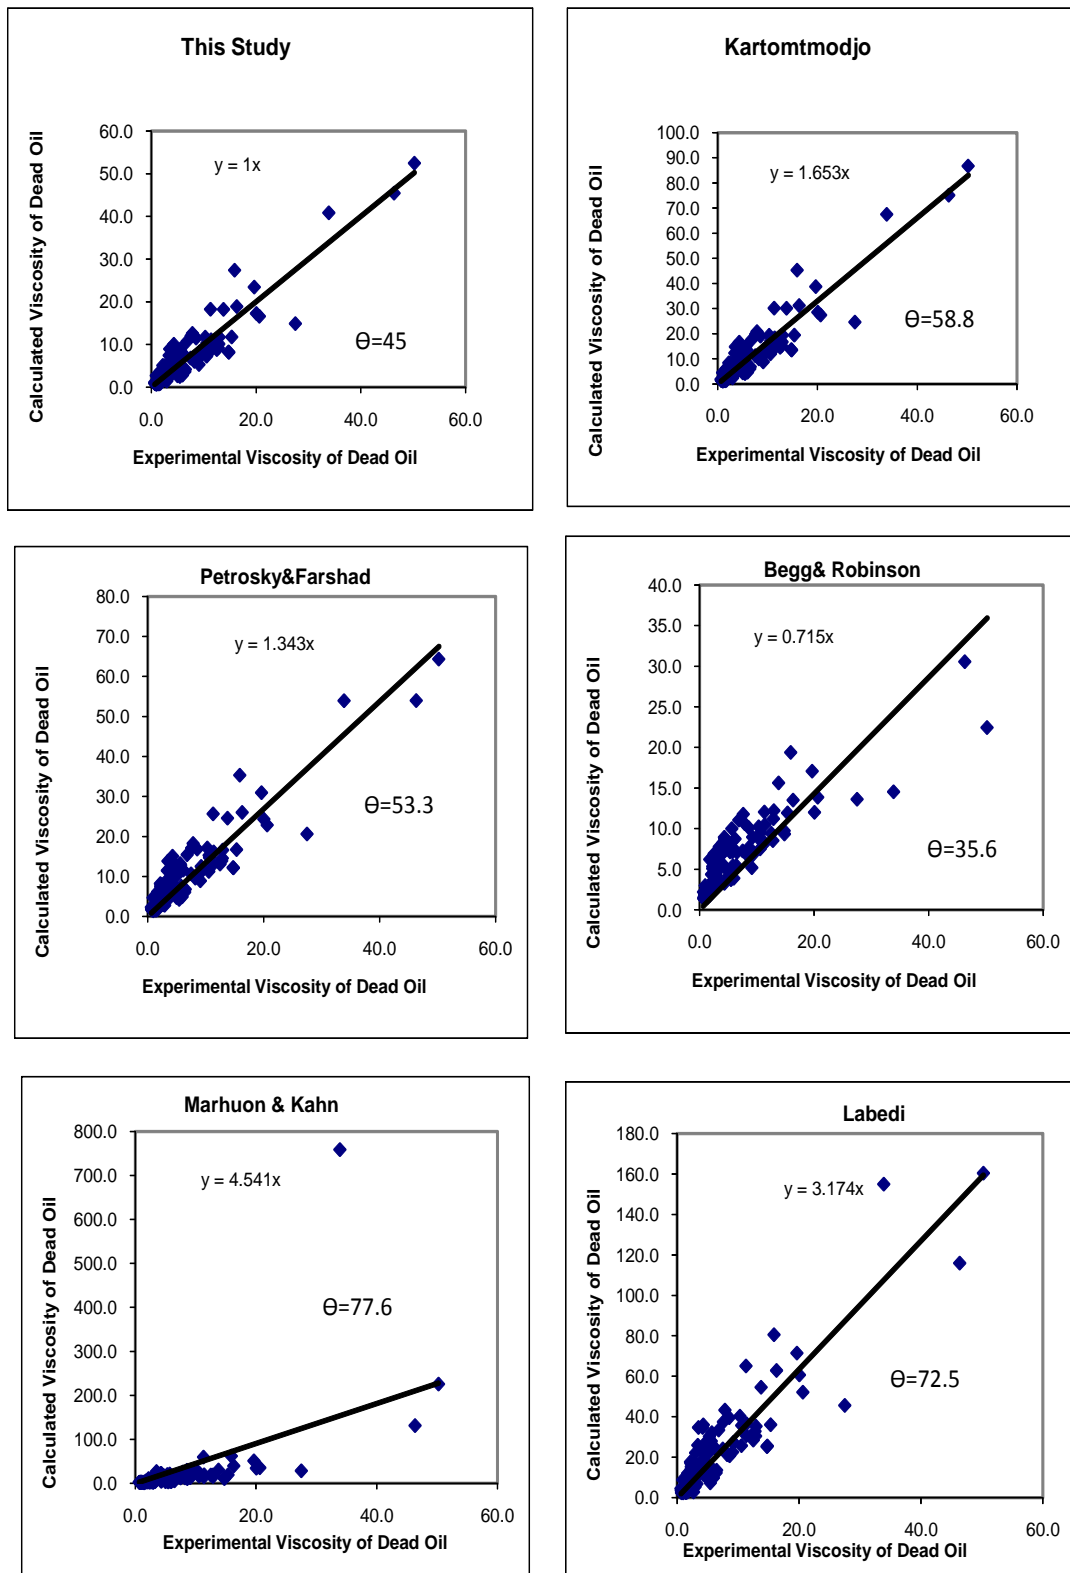 This Study
Calculated Viscosity of Dead Oil
60.0
50.0
40.0
30.0
20.0
10.0
0.0
y = 1x
Ө=45
0.0 20.0 40.0 60.0
Experimental Viscosity of Dead Oil
Kartomtmodjo
Calculated Viscosity of Dead Oil
100.0
90.0
80.0
70.0
60.0
50.0
40.0
30.0
20.0
10.0
0.0
y = 1.653x
Ө=58.8
0.0 20.0 40.0 60.0
Experimental Viscosity of Dead Oil
Petrosky&Farshad
Calculated Viscosity of Dead Oil
80.0
70.0
60.0
50.0
40.0
30.0
20.0
10.0
0.0
y = 1.343x
Ө=53.3
0.0 20.0 40.0 60.0
Experimental Viscosity of Dead Oil
Begg& Robinson
Calculated Viscosity of Dead Oil
40.0
35.0
30.0
25.0
20.0
15.0
10.0
5.0
0.0
y = 0.715x
Ө=35.6
0.0 20.0 40.0 60.0
Experimental Viscosity of Dead Oil
Marhuon & Kahn
Calculated Viscosity of Dead Oil
800.0
700.0
600.0
500.0
400.0
300.0
200.0
100.0
0.0
y = 4.541x
Ө=77.6
0.0 20.0 40.0 60.0
Experimental Viscosity of Dead Oil
Labedi
Calculated Viscosity of Dead Oil
180.0
160.0
140.0
120.0
100.0
80.0
60.0
40.0
20.0
0.0
y = 3.174x
Ө=72.5
0.0 20.0 40.0 60.0
Experimental Viscosity of Dead Oil